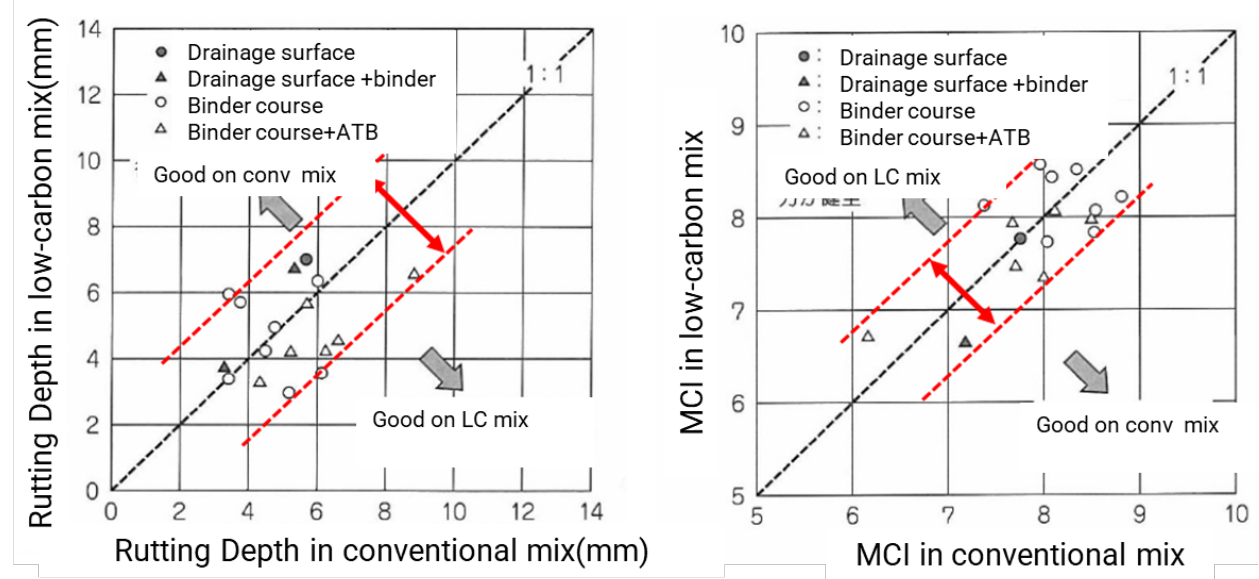 Rutting Depth in low-carbon mix(mm)
14
12
10
8
6
4
2
0
Drainage surface
Drainage surface +binder
Binder course
Binder course+ATB
1:1
Good on conv mix
Good on LC mix
0 2 4 6 8 10 12 14
Rutting Depth in conventional mix(mm)
MCI in low-carbon mix
10
9
8
7
6
5
: Drainage surface
: Drainage surface +binder
: Binder course
: Binder course+ATB
1:1
Good on LC mix
Good on conv mix
5 6 7 8 9 10
MCI in conventional mix